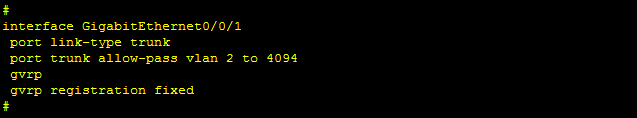 #
interface GigabitEthernet0/0/1
port link-type trunk
port trunk allow-pass vlan 2 to 4094
gvrp
gvrp registration fixed
#